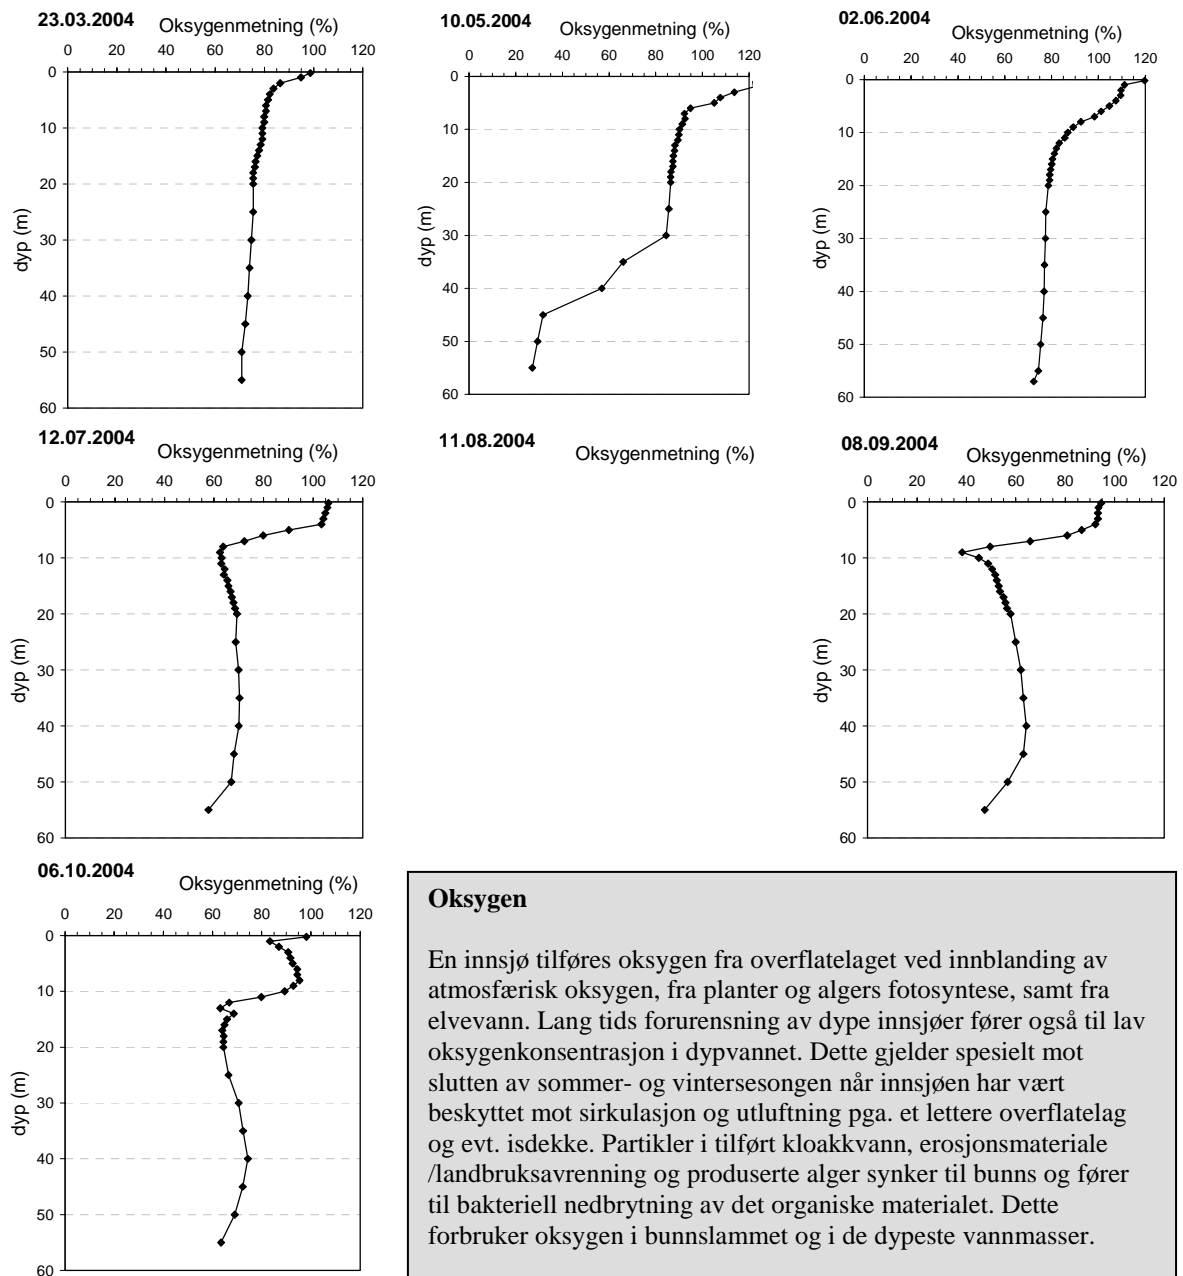 23.03.2004
Oksygenmetning (%)
0 20 40 60 80 100 120
0
10
20
30
40
50
60
dyp (m)
10.05.2004
Oksygenmetning (%)
0 20 40 60 80 100 120
0
10
20
30
40
50
60
dyp (m)
02.06.2004
Oksygenmetning (%)
0 20 40 60 80 100 120
0
10
20
30
40
50
60
dyp (m)
12.07.2004
Oksygenmetning (%)
0 20 40 60 80 100 120
0
10
20
30
40
50
60
dyp (m)
11.08.2004
Oksygenmetning (%)
08.09.2004
Oksygenmetning (%)
0 20 40 60 80 100 120
0
10
20
30
40
50
60
dyp (m)
06.10.2004
Oksygenmetning (%)
0 20 40 60 80 100 120
0
10
20
30
40
50
60
dyp (m)
Oksygen
En innsjø tilføres oksygen fra overflatelaget ved innblanding av
atmosfærisk oksygen, fra planter og algers fotosyntese, samt fra
elvevann. Lang tids forurensning av dype innsjøer fører også til lav
oksygenkonsentrasjon i dypvannet. Dette gjelder spesielt mot
slutten av sommer- og vintersesongen når innsjøen har vært
beskyttet mot sirkulasjon og utluftning pga. et lettere overflatelag
og evt. isdekke. Partikler i tilført kloakkvann, erosjonsmateriale
/landbruksavrenning og produserte alger synker til bunns og fører
til bakteriell nedbrytning av det organiske materialet. Dette
forbruker oksygen i bunnslammet og i de dypeste vannmasser.